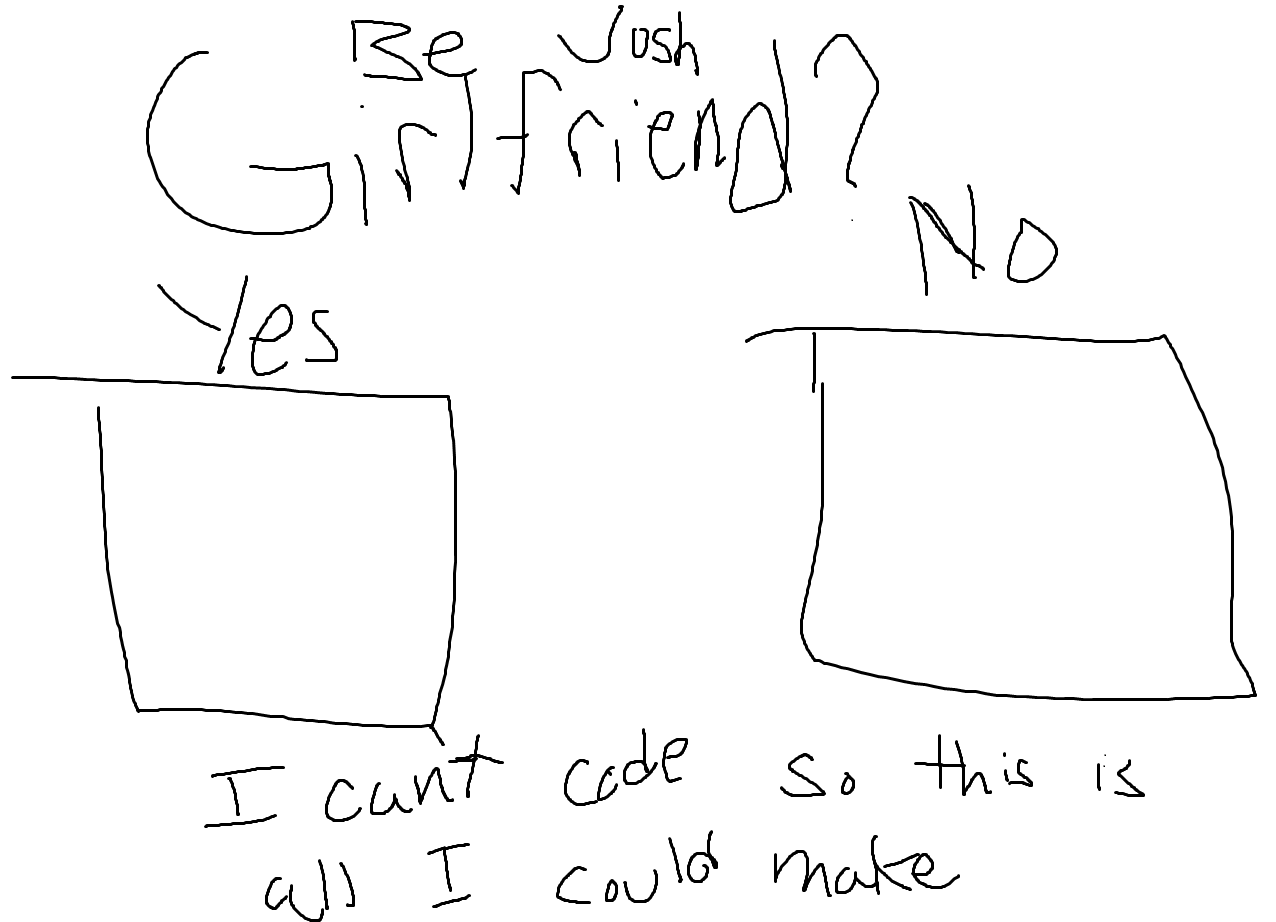 Be Josh
Girlfriend?
No
Yes
I cant code so this is
all I could make